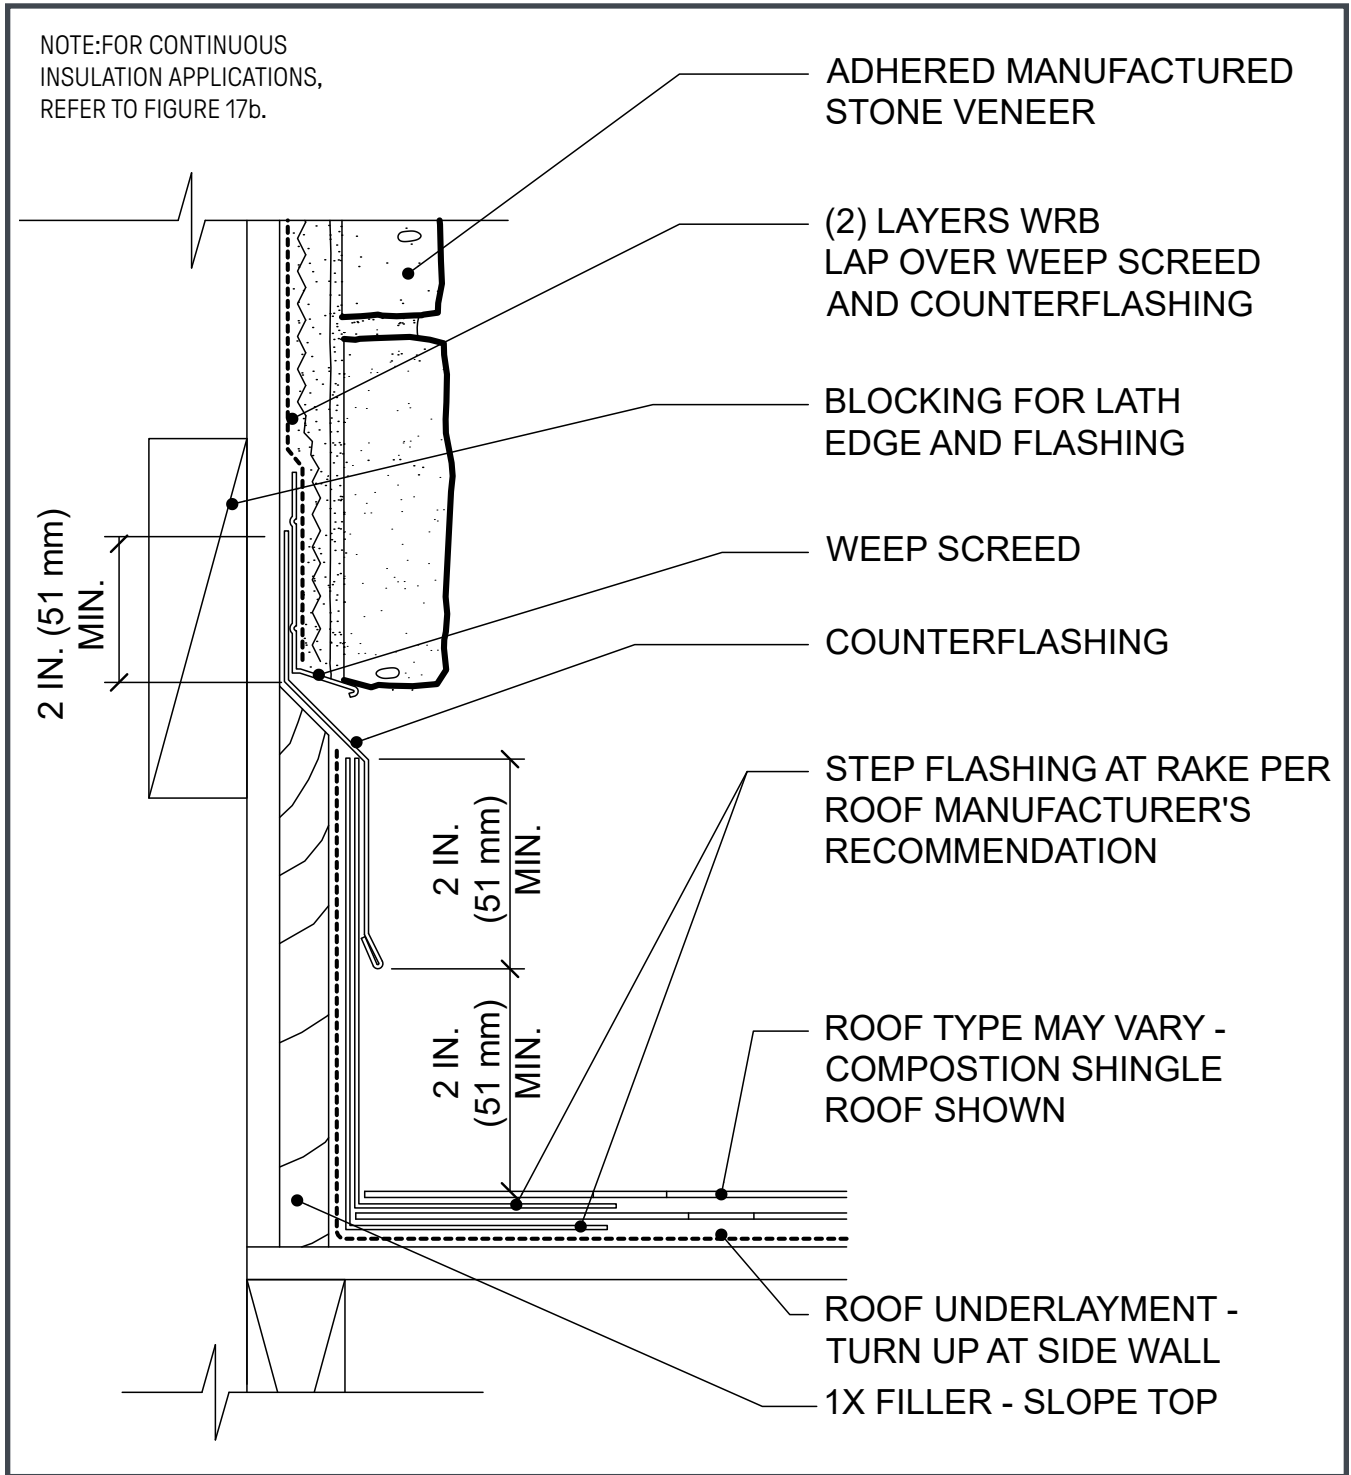 NOTE:FOR CONTINUOUS
INSULATION APPLICATIONS,
REFER TO FIGURE 17b.
ADHERED MANUFACTURED
STONE VENEER
(2) LAYERS WRB
LAP OVER WEEP SCREED
AND COUNTERFLASHING
BLOCKING FOR LATH
EDGE AND FLASHING
2 IN. (51 mm)
MIN.
WEEP SCREED
COUNTERFLASHING
STEP FLASHING AT RAKE PER
ROOF MANUFACTURER'S
RECOMMENDATION
2 IN.
(51 mm)
MIN.
2 IN.
(51 mm)
MIN.
ROOF TYPE MAY VARY -
COMPOSTION SHINGLE
ROOF SHOWN
ROOF UNDERLAYMENT -
TURN UP AT SIDE WALL
1X FILLER - SLOPE TOP